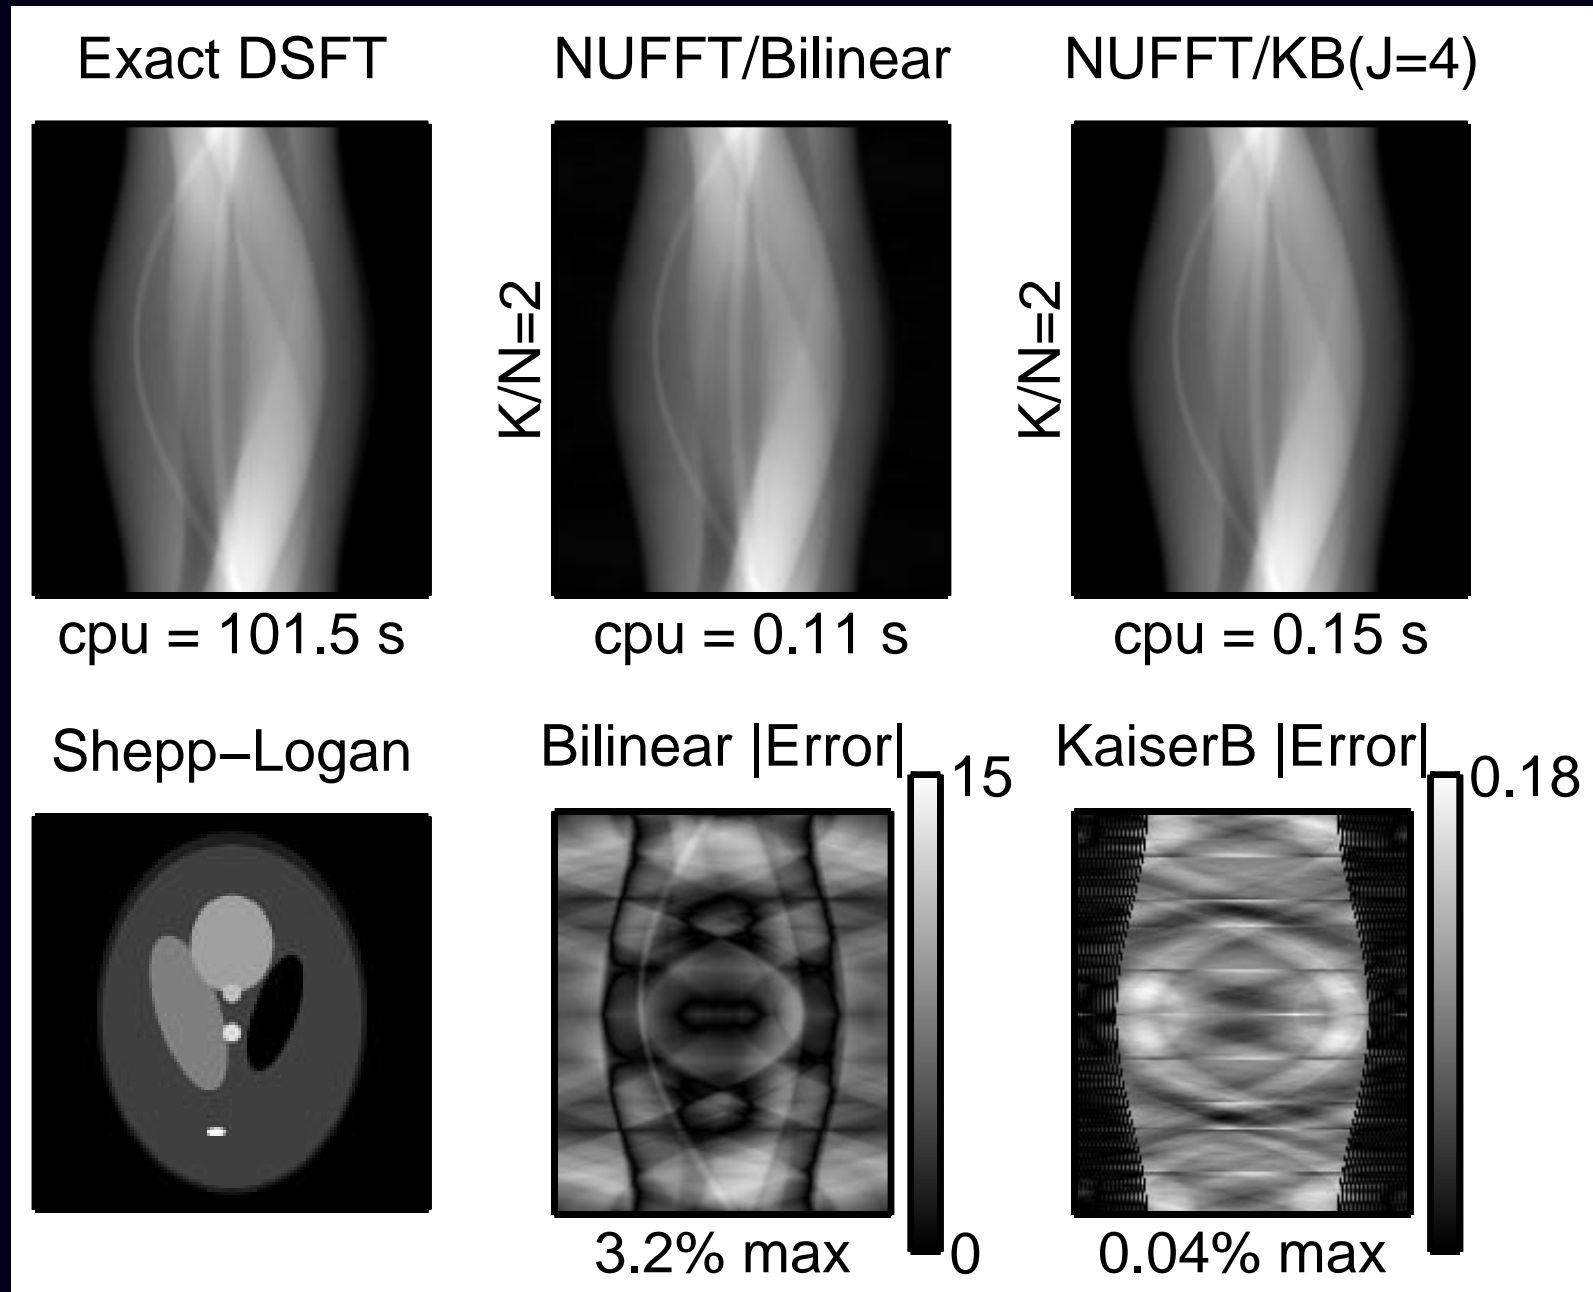 Exact DSFT
NUFFT/Bilinear
NUFFT/KB(J=4)
K/N=2
K/N=2
cpu = 101.5 s
cpu = 0.11 s
cpu = 0.15 s
Shepp−Logan
Bilinear |Error|
15
KaiserB |Error|
0.18
3.2% max
0
0.04% max